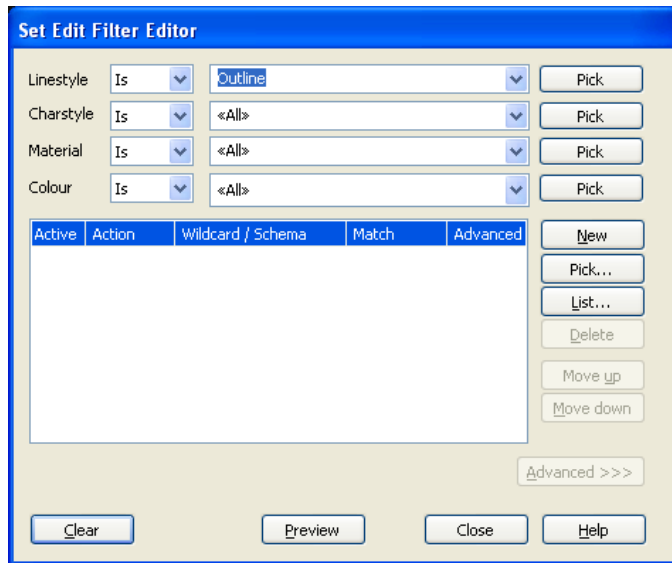 Set Edit Filter Editor
Linestyle Is Outline Pick
Charstyle Is «All» Pick
Material Is «All» Pick
Colour Is «All» Pick
Active Action Wildcard / Schema Match Advanced New
Pick...
List...
Delete
Move up
Move down
Advanced >>>
Clear Preview Close Help